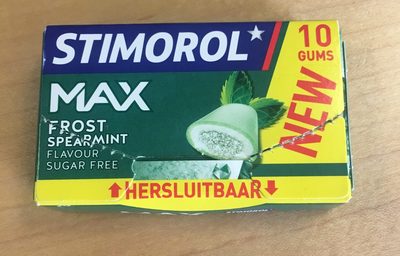 STIMOROL
10
GUMS
MAX
NEW
FROST
SPEARMINT
FLAVOUR
SUGAR FREE
HERSLUITBAAR